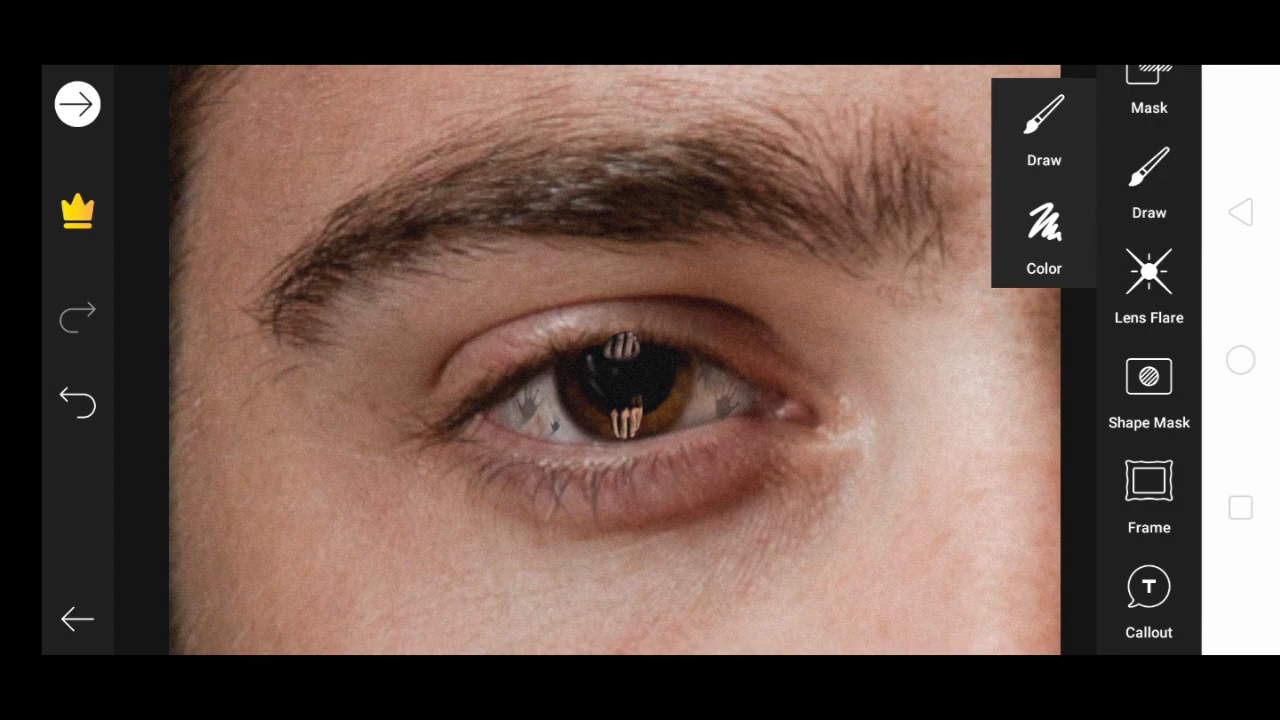 Draw
Color
Mask
Draw
Lens Flare
Shape Mask
Frame
T
Callout